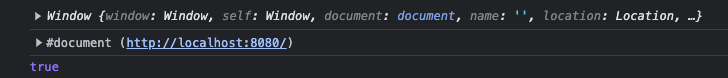 Window {window: Window, self: Window, document: document, name: '', location: Location, …}
#document (http://localhost:8080/)
true